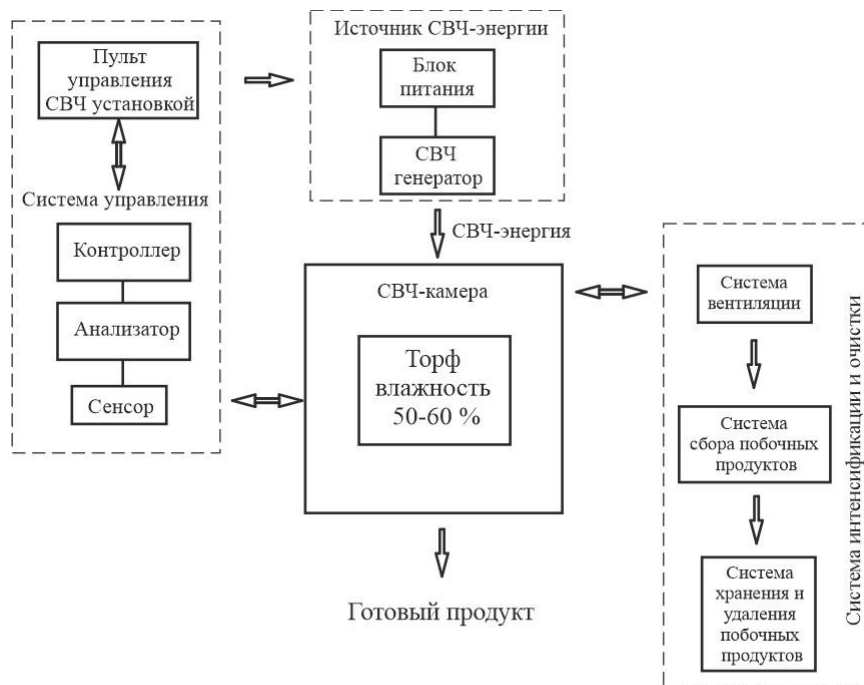 Пульт
управления
СВЧ установкой
Система управления
Контроллер
Анализатор
Сенсор
Источник СВЧ-энергии
Блок
питания
СВЧ
генератор
СВЧ-энергия
СВЧ-камера
Торф
влажность
50-60 %
Готовый продукт
Система
вентиляции
Система
сбора побочных
продуктов
Система
хранения и
удаления
побочных
продуктов
Система интенсификации и очистки